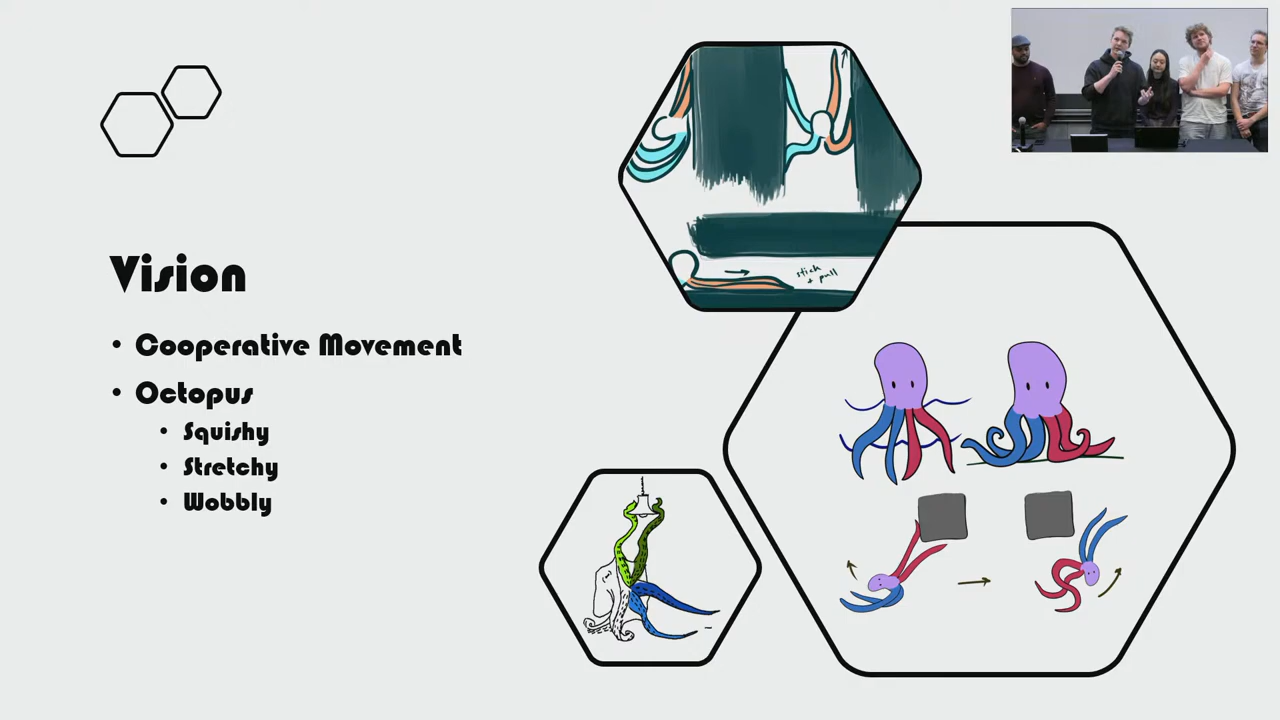 Vision
• Cooperative Movement
• Octopus
• Squishy
• Stretchy
• Wobbly
stick
+ pull